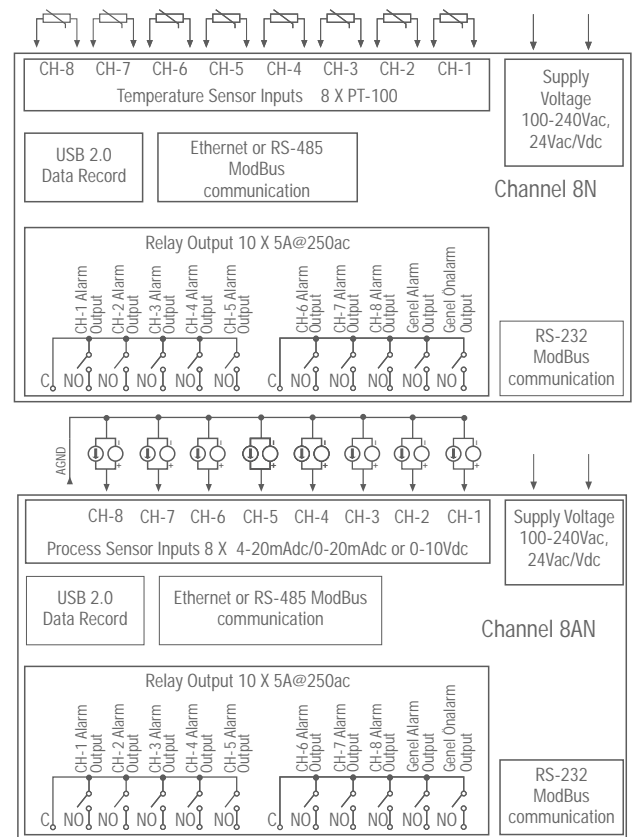 CH-8 CH-7 CH-6 CH-5 CH-4 CH-3 CH-2 CH-1
Temperature Sensor Inputs 8 X PT-100
Supply
Voltage
100-240Vac,
24Vac/Vdc
USB 2.0
Data Record
Ethernet or RS-485
ModBus
communication
Channel 8N
Relay Output 10 X 5A@250ac
CH-1 Alarm
Output
CH-2 Alarm
Output
CH-3 Alarm
Output
CH-4 Alarm
Output
CH-5 Alarm
Output
CH-6 Alarm
Output
CH-7 Alarm
Output
CH-8 Alarm
Output
Genel Alarm
Output
Genel Önalarm
Output
C NO NO NO NO NO C NO NO NO NO NO
RS-232
ModBus
communication
AGND
- - - - - - - -
+ + + + + + + +
CH-8 CH-7 CH-6 CH-5 CH-4 CH-3 CH-2 CH-1
Process Sensor Inputs 8 X 4-20mAdc/0-20mAdc or 0-10Vdc
Supply Voltage
100-240Vac,
24Vac/Vdc
USB 2.0
Data Record
Ethernet or RS-485 ModBus
communication
Channel 8AN
Relay Output 10 X 5A@250ac
CH-1 Alarm
Output
CH-2 Alarm
Output
CH-3 Alarm
Output
CH-4 Alarm
Output
CH-5 Alarm
Output
CH-6 Alarm
Output
CH-7 Alarm
Output
CH-8 Alarm
Output
Genel Alarm
Output
Genel Önalarm
Output
C NO NO NO NO NO C NO NO NO NO NO
RS-232
ModBus
communication